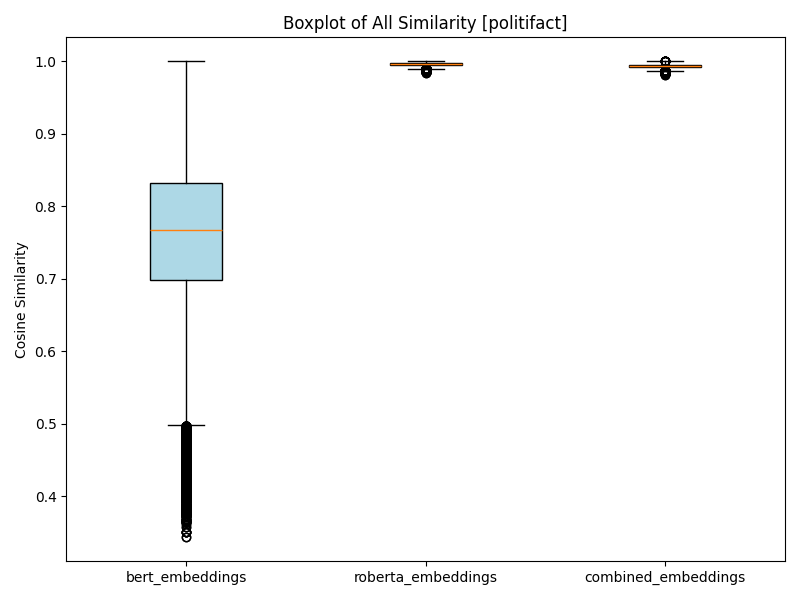 Boxplot of All Similarity [politifact]
Cosine Similarity
1.0
0.9
0.8
0.7
0.6
0.5
0.4
bert_embeddings
roberta_embeddings
combined_embeddings